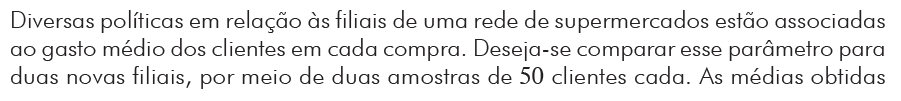 Diversas políticas em relação às filiais de uma rede de supermercados estão associadas
ao gasto médio dos clientes em cada compra. Deseja-se comparar esse parâmetro para
duas novas filiais, por meio de duas amostras de 50 clientes cada. As médias obtidas